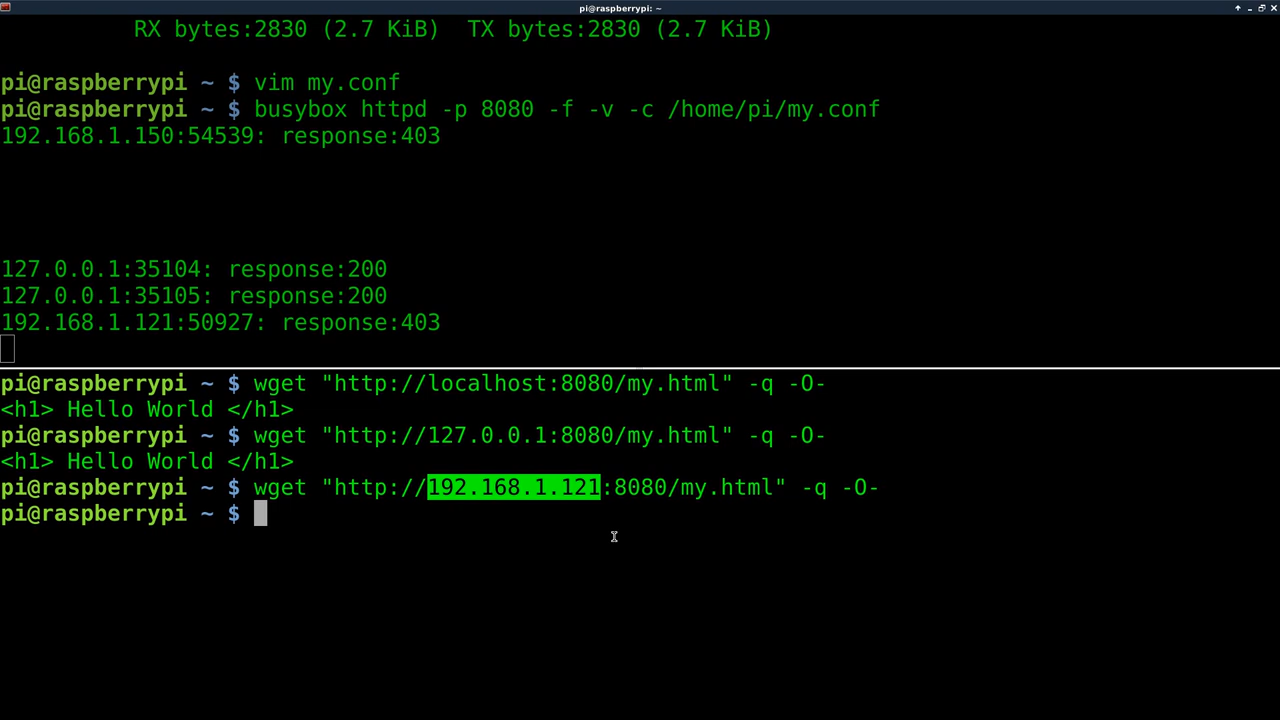 pi@raspberrypi: ~
RX bytes:2830 (2.7 KiB)  TX bytes:2830 (2.7 KiB)
pi@raspberrypi ~ $ vim my.conf
pi@raspberrypi ~ $ busybox httpd -p 8080 -f -v -c /home/pi/my.conf
192.168.1.150:54539: response:403
127.0.0.1:35104: response:200
127.0.0.1:35105: response:200
192.168.1.121:50927: response:403
pi@raspberrypi ~ $ wget "http://localhost:8080/my.html" -q -O-
<h1> Hello World </h1>
pi@raspberrypi ~ $ wget "http://127.0.0.1:8080/my.html" -q -O-
<h1> Hello World </h1>
pi@raspberrypi ~ $ wget "http://192.168.1.121:8080/my.html" -q -O-
pi@raspberrypi ~ $